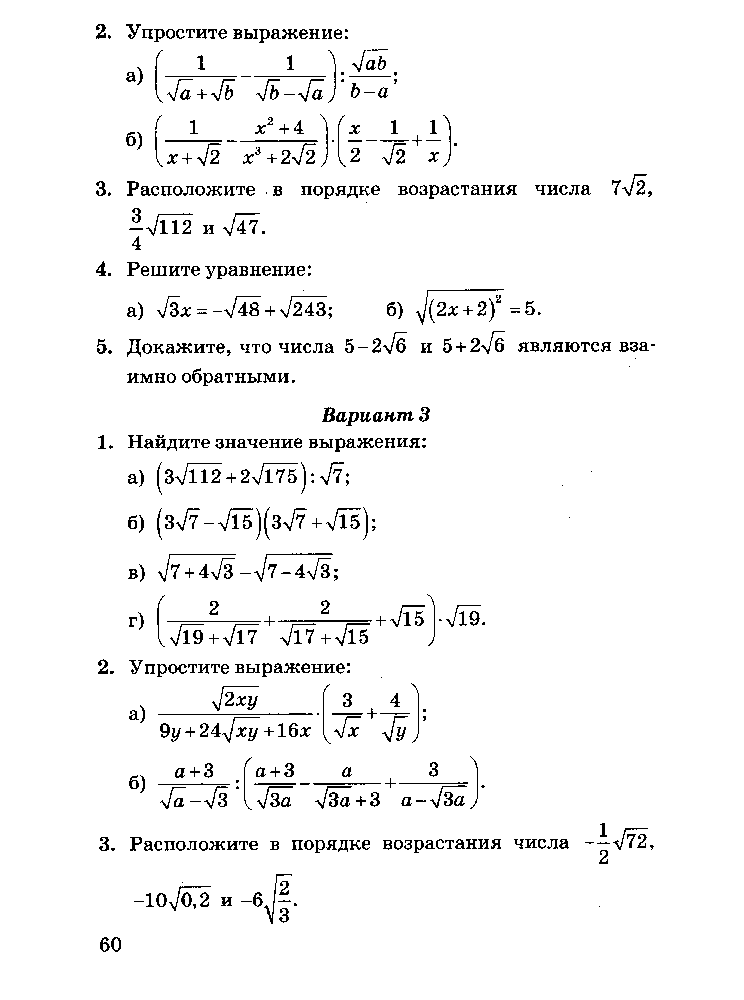 2. Упростите выражение:
а) (1/(√a + √b) − 1/(√b − √a)) : √(ab)/(b − a);
б) (1/(x + √2) − (x² + 4)/(x³ + 2√2)) · (x/2 − 1/√2 + 1/x).
3. Расположите в порядке возрастания числа 7√2,
3/4 √112 и √47.
4. Решите уравнение:
а) √3x = −√48 + √243; б) √((2x + 2)²) = 5.
5. Докажите, что числа 5 − 2√6 и 5 + 2√6 являются вза-
имно обратными.
Вариант 3
1. Найдите значение выражения:
а) (3√112 + 2√175) : √7;
б) (3√7 − √15)(3√7 + √15);
в) √(7 + 4√3) − √(7 − 4√3);
г) (2/(√19 + √17) + 2/(√17 + √15) + √15) · √19.
2. Упростите выражение:
а) √(2xy)/(9y + 24√(xy) + 16x) · (3/√x + 4/√y);
б) (a + 3)/(√a − √3) : ((a + 3)/√(3a) − a/(√(3a) + 3) + 3/(a − √(3a))).
3. Расположите в порядке возрастания числа −1/2 √72,
−10√0,2 и −6√(2/3).
60